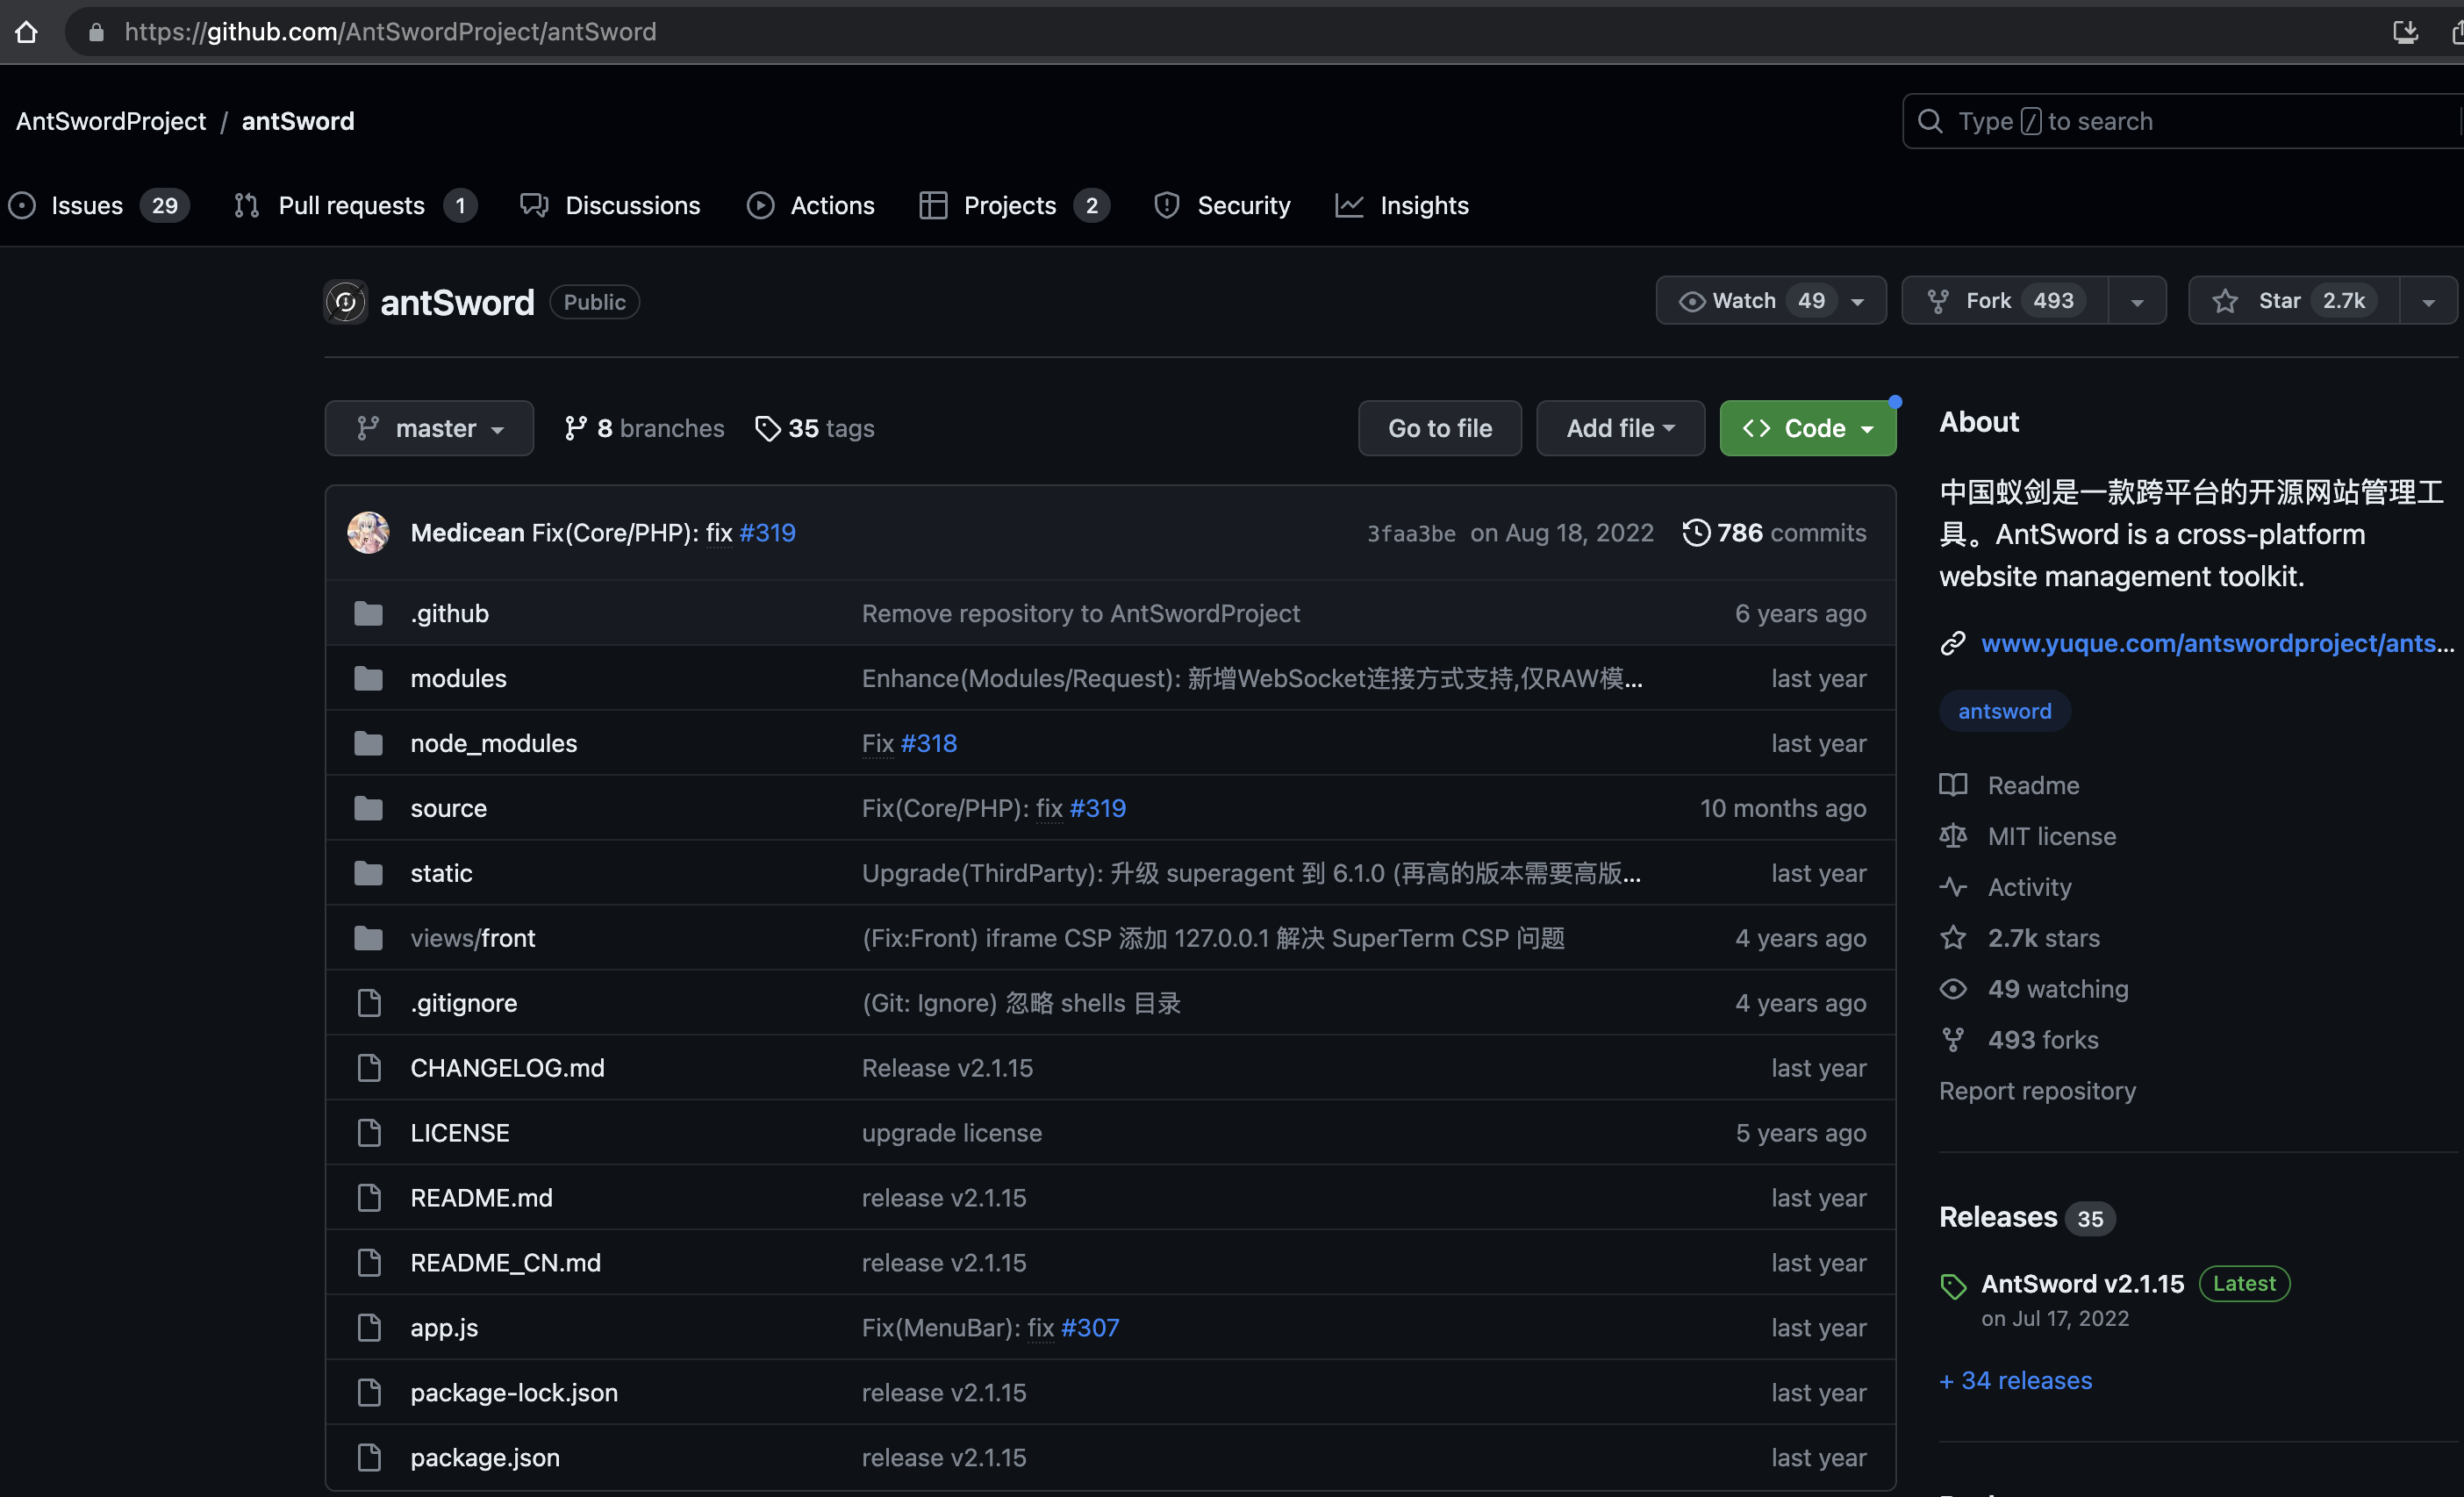 https://github.com/AntSwordProject/antSword
AntSwordProject / antSword
Type / to search
Issues 29 Pull requests 1 Discussions Actions Projects 2 Security Insights
antSword Public
Watch 49 Fork 493 Star 2.7k
master 8 branches 35 tags
Go to file Add file Code
Medicean Fix(Core/PHP): fix #319 3faa3be on Aug 18, 2022 786 commits
.github Remove repository to AntSwordProject 6 years ago
modules Enhance(Modules/Request): 新增WebSocket连接方式支持,仅RAW模... last year
node_modules Fix #318 last year
source Fix(Core/PHP): fix #319 10 months ago
static Upgrade(ThirdParty): 升级 superagent 到 6.1.0 (再高的版本需要高版... last year
views/front (Fix:Front) iframe CSP 添加 127.0.0.1 解决 SuperTerm CSP 问题 4 years ago
.gitignore (Git: Ignore) 忽略 shells 目录 4 years ago
CHANGELOG.md Release v2.1.15 last year
LICENSE upgrade license 5 years ago
README.md release v2.1.15 last year
README_CN.md release v2.1.15 last year
app.js Fix(MenuBar): fix #307 last year
package-lock.json release v2.1.15 last year
package.json release v2.1.15 last year
About
中国蚁剑是一款跨平台的开源网站管理工
具。AntSword is a cross-platform
website management toolkit.
www.yuque.com/antswordproject/ants...
antsword
Readme
MIT license
Activity
2.7k stars
49 watching
493 forks
Report repository
Releases 35
AntSword v2.1.15 Latest
on Jul 17, 2022
+ 34 releases